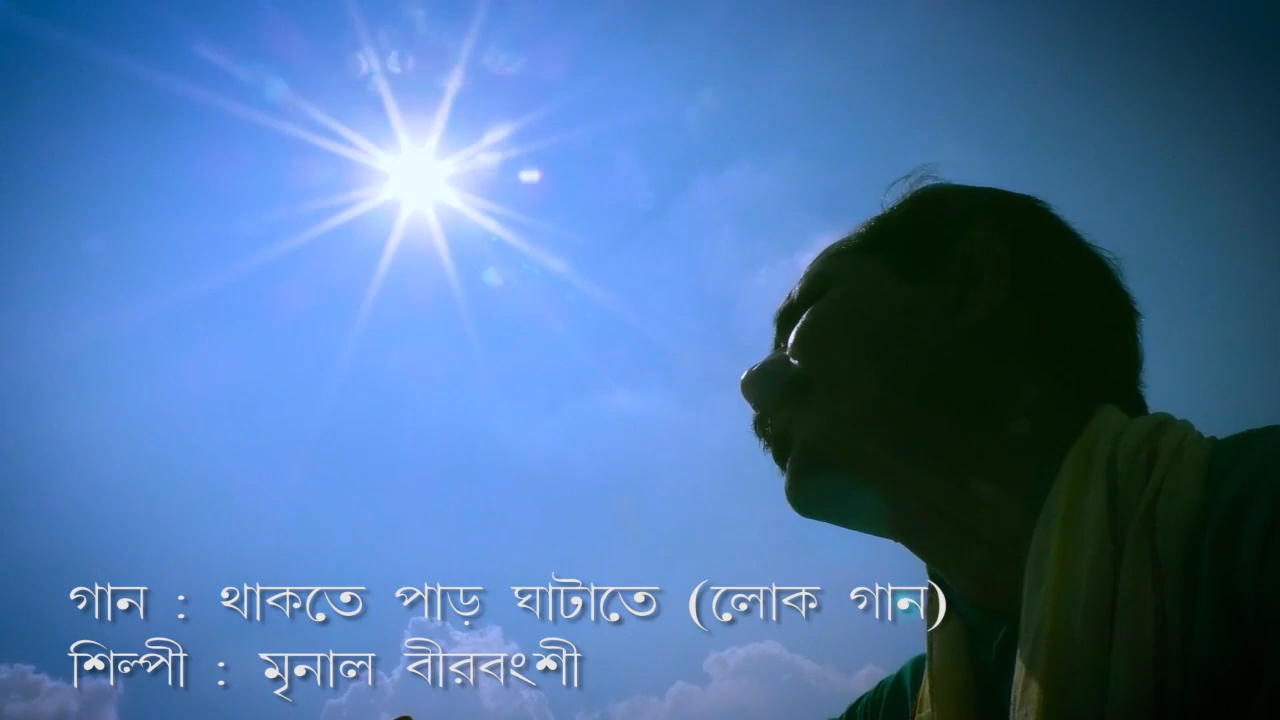 গান : থাকতে পাড় ঘাটাতে (লোক গান)
শিল্পী : মৃনাল বীরবংশী